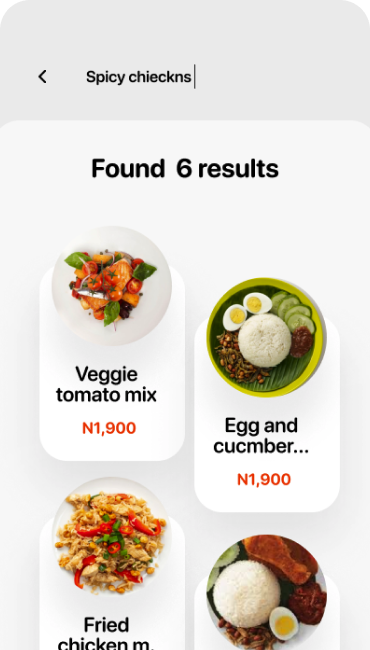 Spicy chieckns
Found  6 results
Veggie
tomato mix
N1,900
Egg and
cucmber...
N1,900
Fried
chicken m.